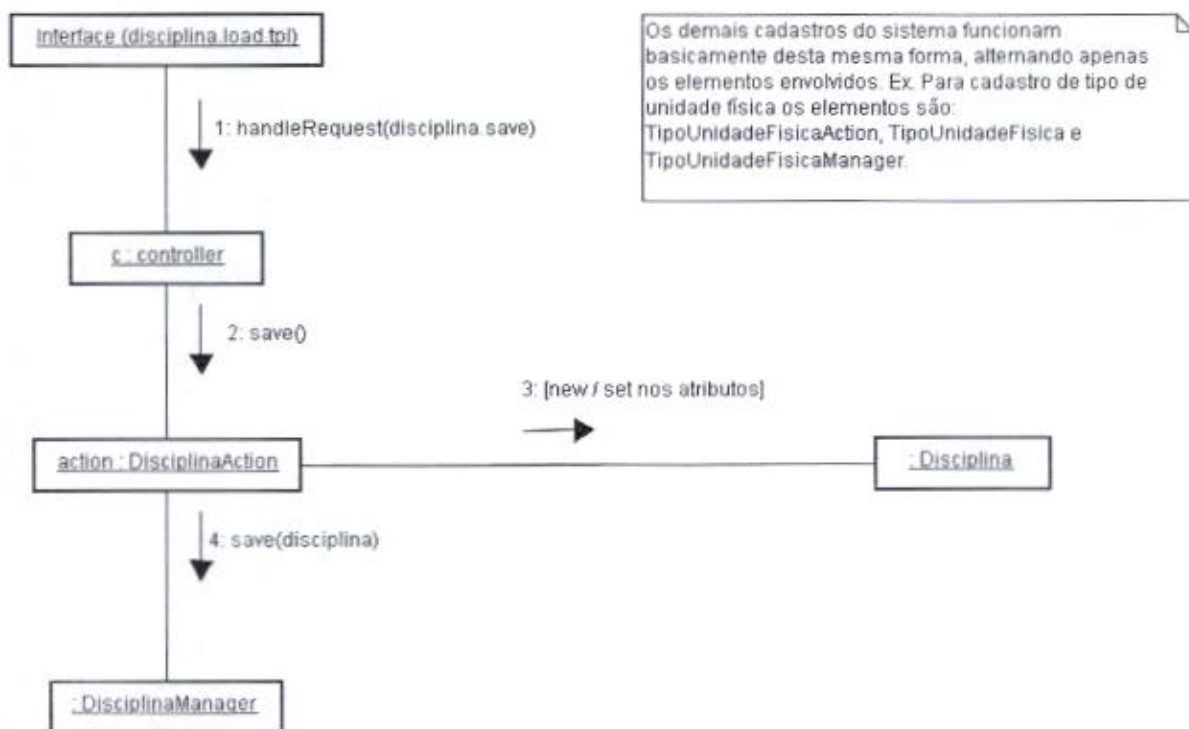 Interface (disciplina.load.tpl)
Os demais cadastros do sistema funcionam
basicamente desta mesma forma, alternando apenas
os elementos envolvidos. Ex. Para cadastro de tipo de
unidade física os elementos são:
TipoUnidadeFisicaAction, TipoUnidadeFisica e
TipoUnidadeFisicaManager.
1: handleRequest(disciplina.save)
c : controller
2: save()
3: [new / set nos atributos]
action : DisciplinaAction
: Disciplina
4: save(disciplina)
: DisciplinaManager